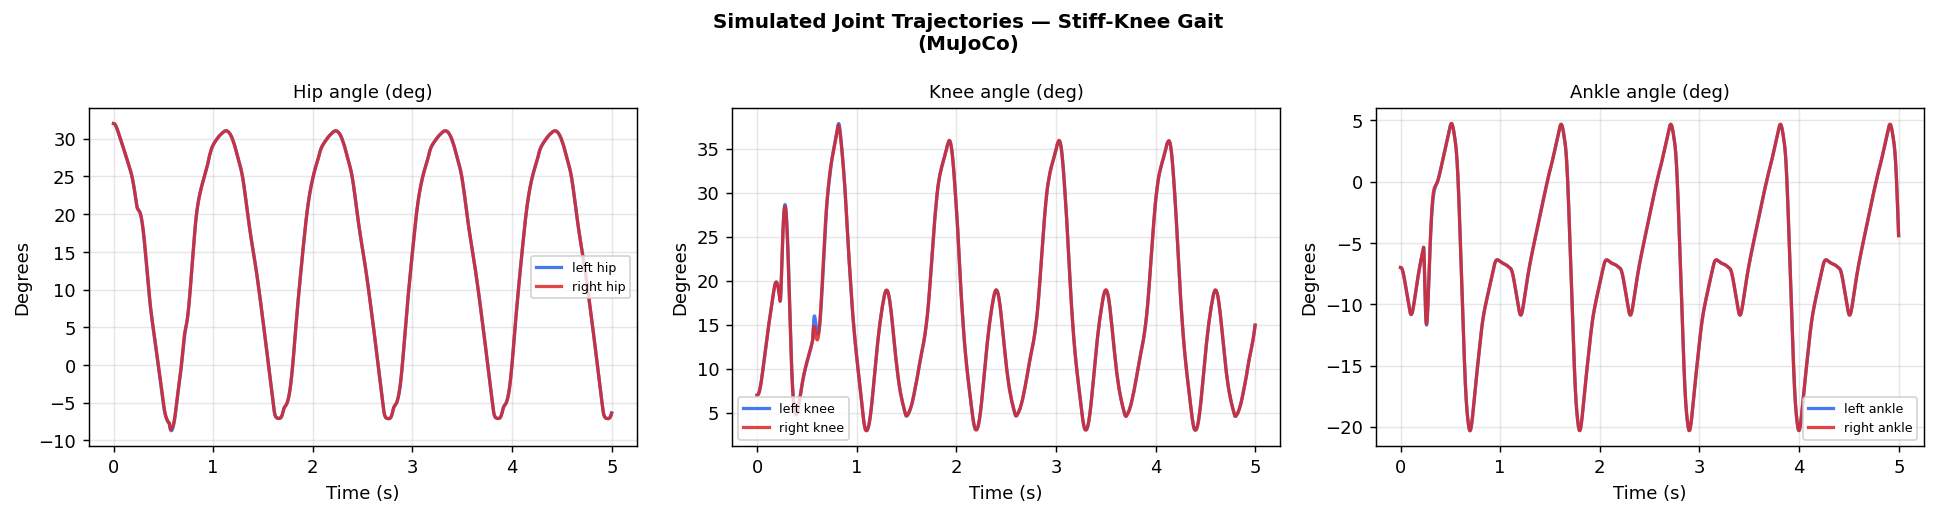 Simulated Joint Trajectories — Stiff-Knee Gait
(MuJoCo)
Hip angle (deg)
Degrees
30
25
20
15
10
5
0
−5
−10
left hip
right hip
0 1 2 3 4 5
Time (s)
Knee angle (deg)
Degrees
35
30
25
20
15
10
5
left knee
right knee
0 1 2 3 4 5
Time (s)
Ankle angle (deg)
Degrees
5
0
−5
−10
−15
−20
left ankle
right ankle
0 1 2 3 4 5
Time (s)